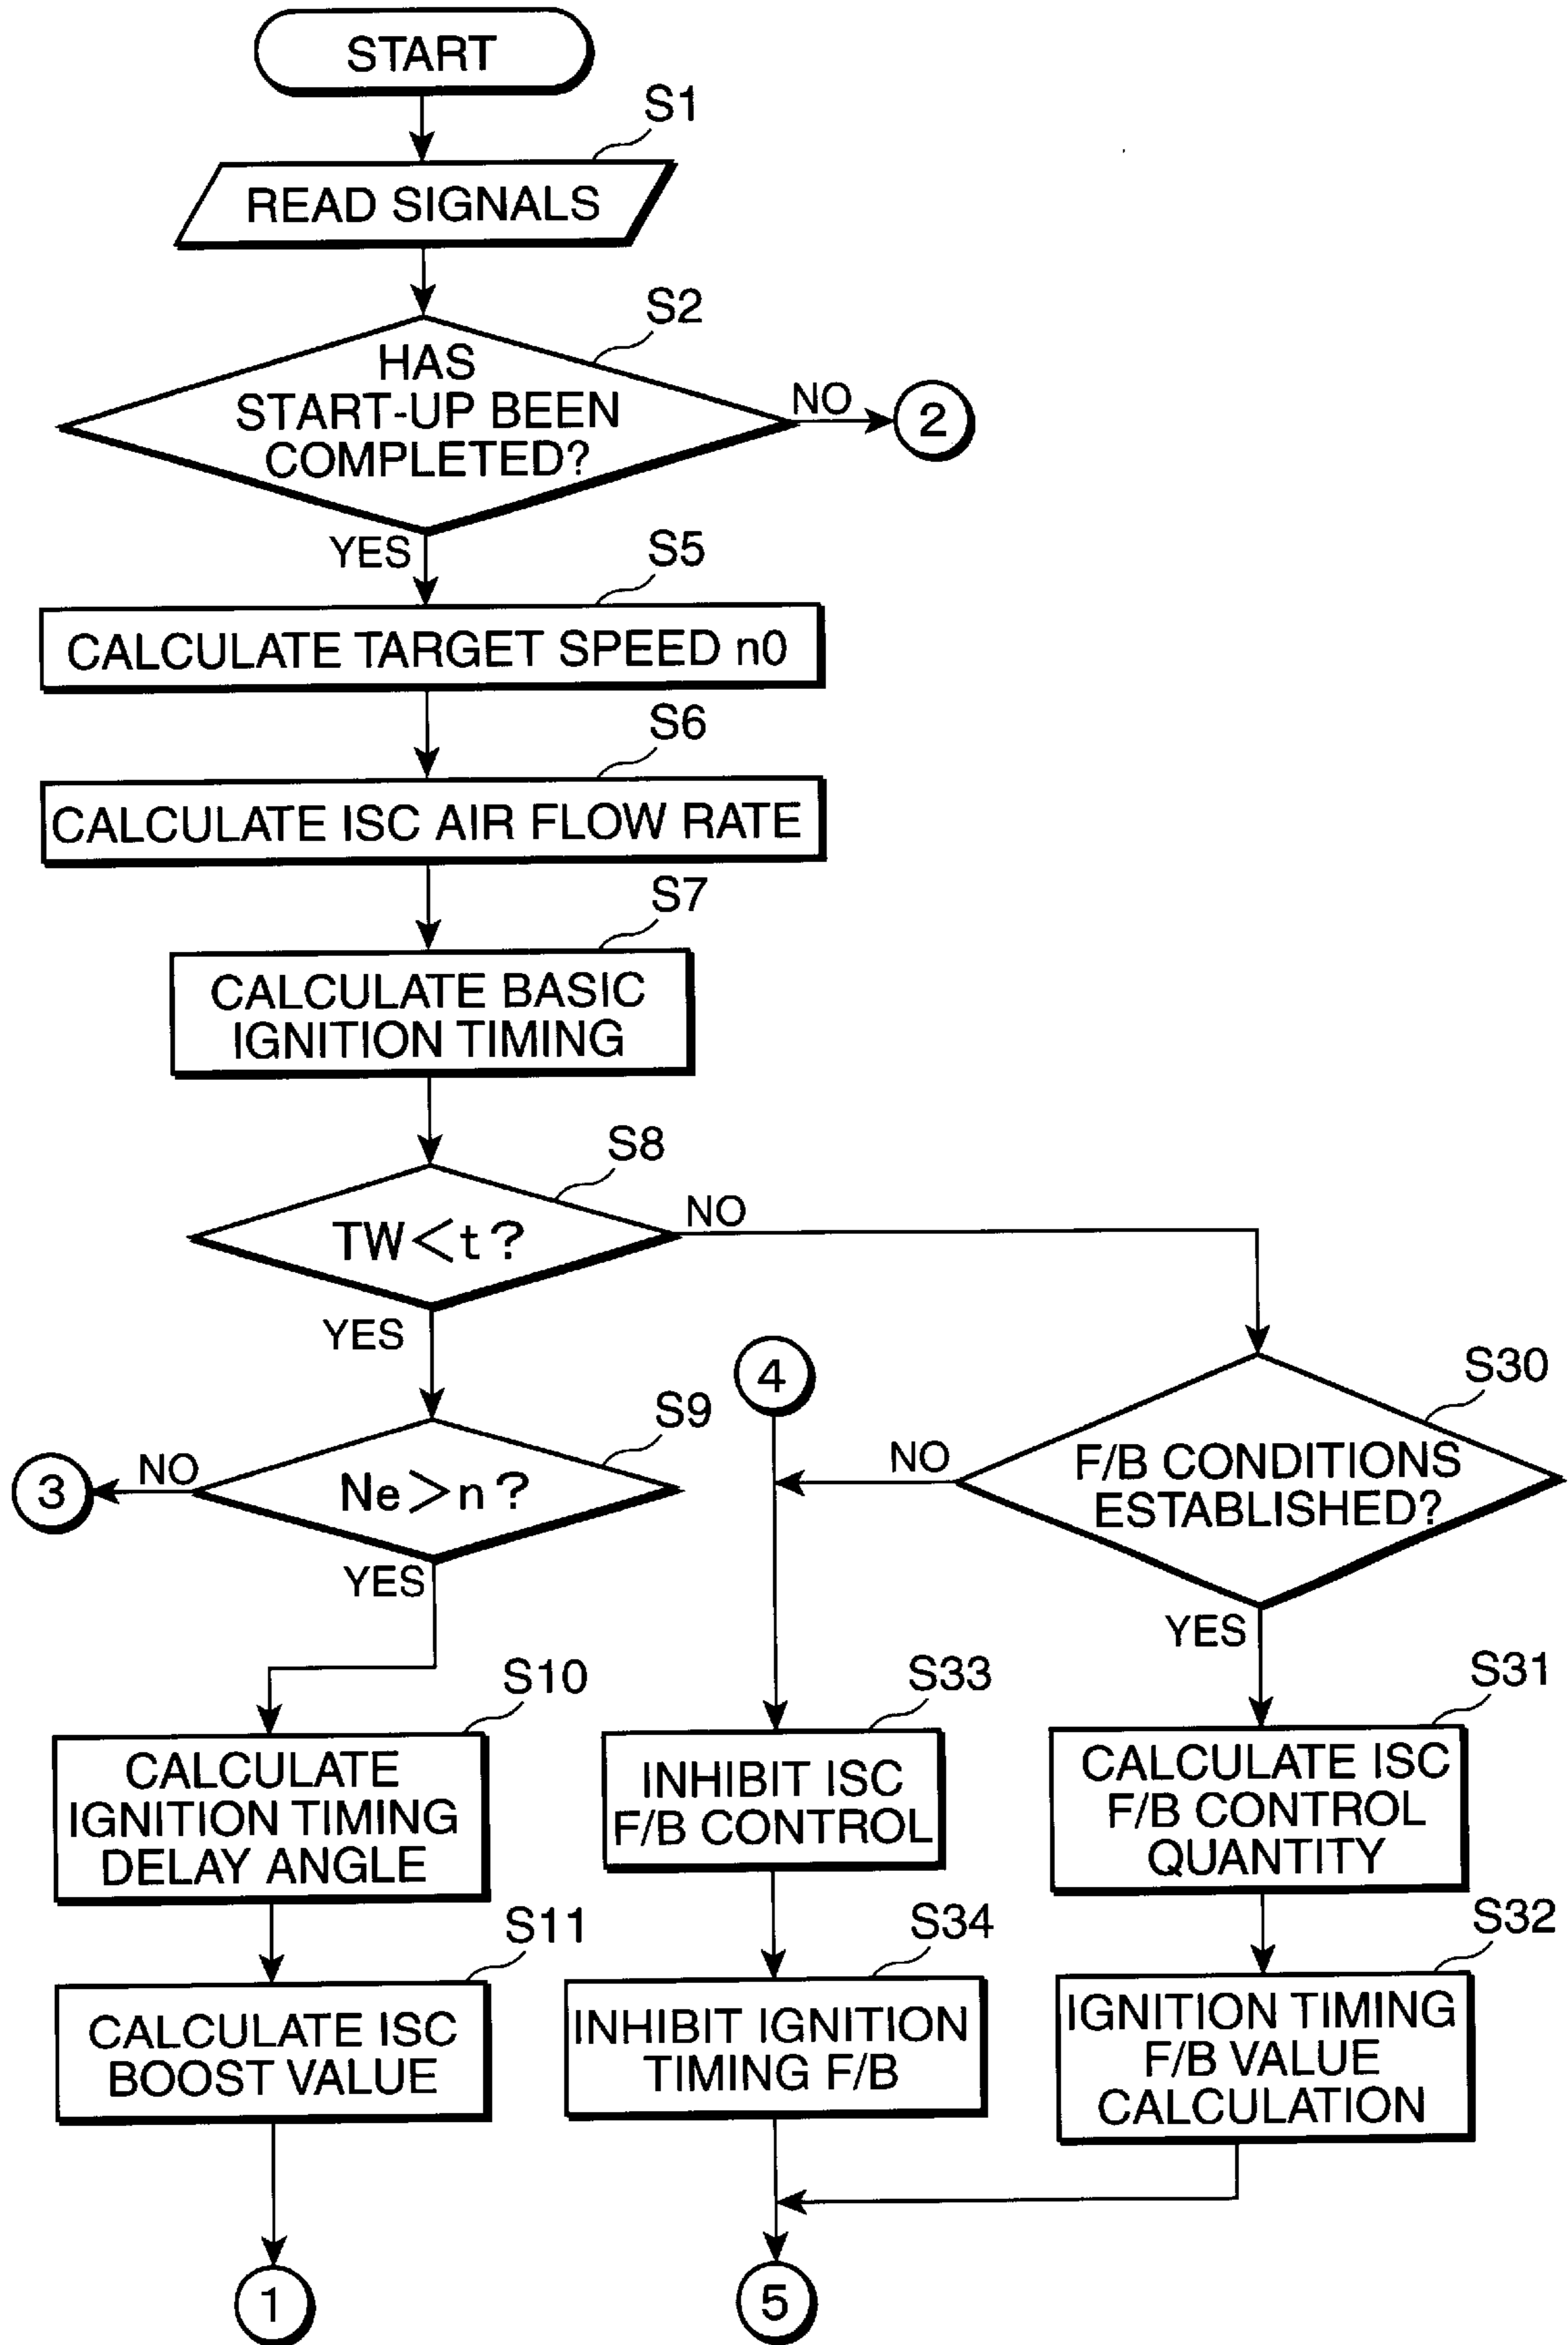 START
S1
READ SIGNALS
S2
HAS
START-UP BEEN
COMPLETED?
NO
2
YES
S5
CALCULATE TARGET SPEED n0
S6
CALCULATE ISC AIR FLOW RATE
S7
CALCULATE BASIC
IGNITION TIMING
S8
TW<t?
NO
YES
4
S30
F/B CONDITIONS
ESTABLISHED?
NO
YES
S9
Ne>n?
NO
3
YES
S10
CALCULATE
IGNITION TIMING
DELAY ANGLE
S11
CALCULATE ISC
BOOST VALUE
1
S33
INHIBIT ISC
F/B CONTROL
S34
INHIBIT IGNITION
TIMING F/B
5
S31
CALCULATE ISC
F/B CONTROL
QUANTITY
S32
IGNITION TIMING
F/B VALUE
CALCULATION